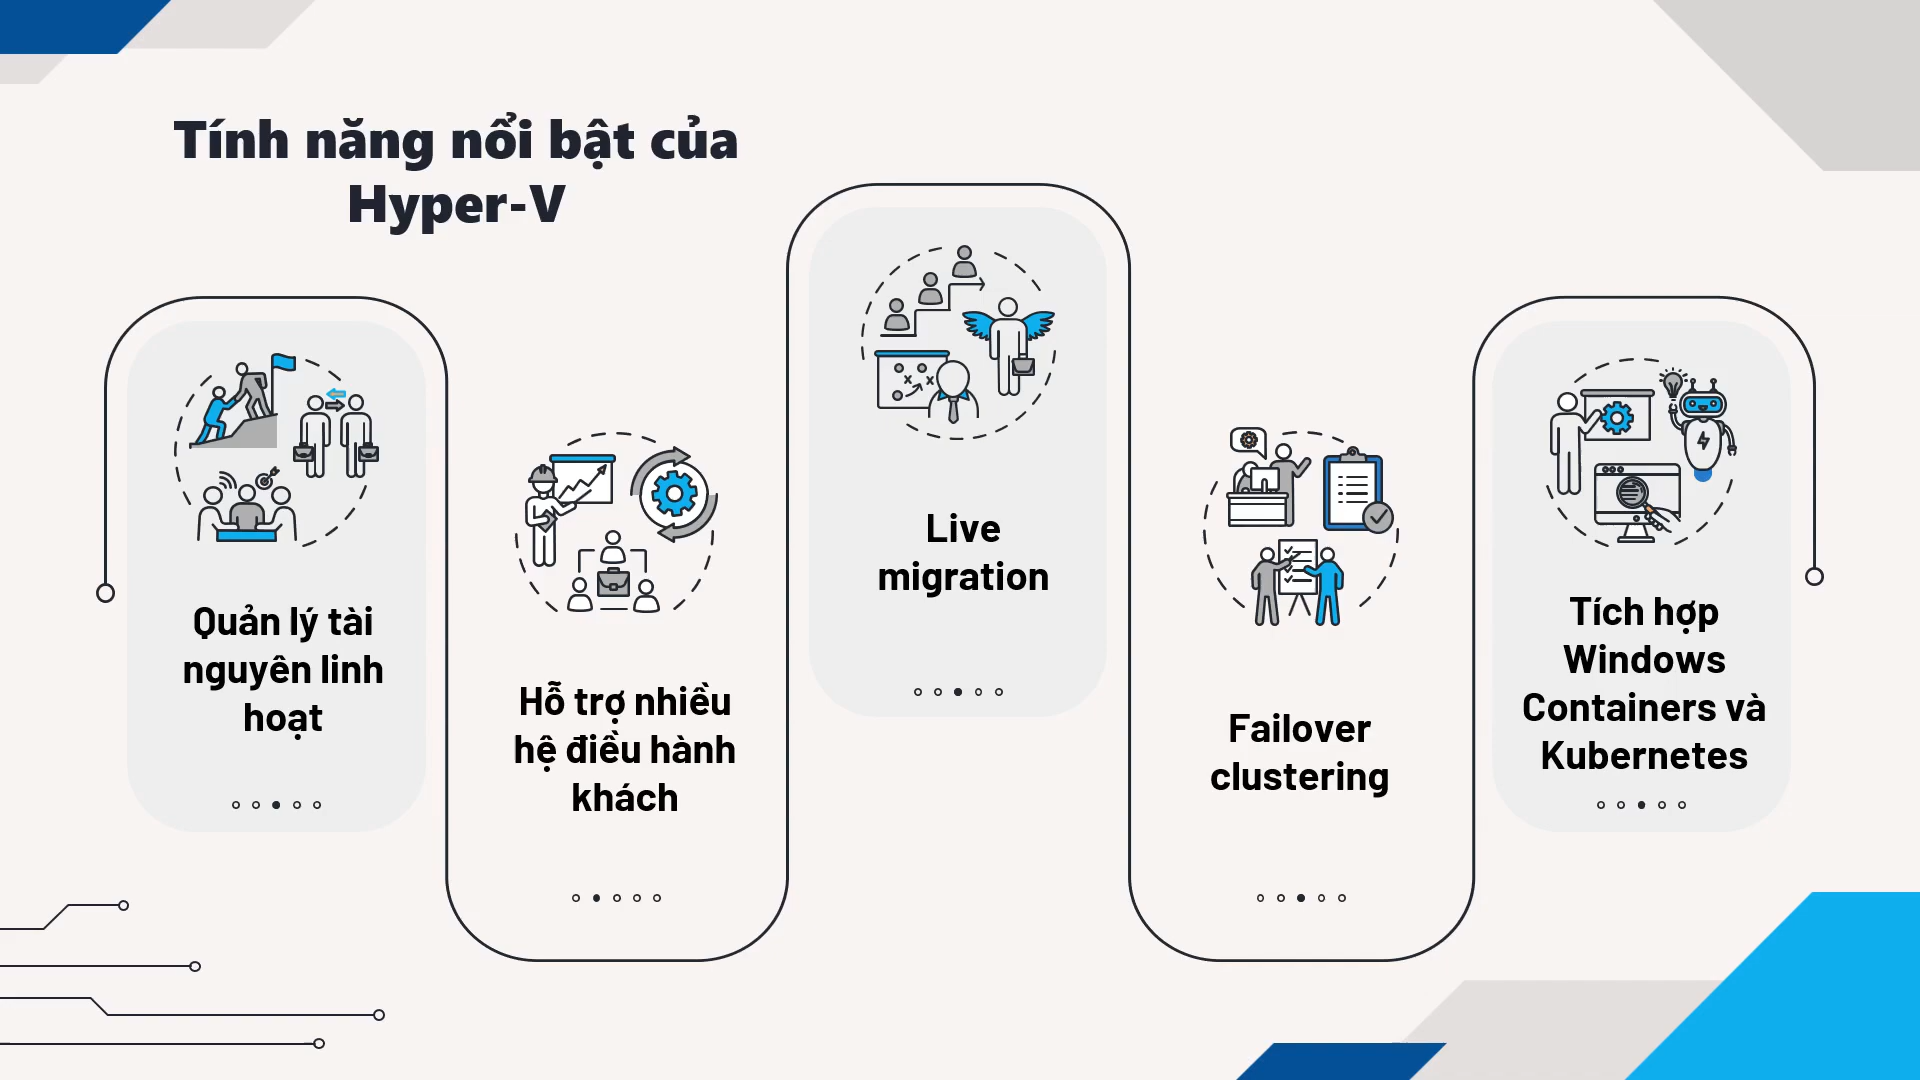 Tính năng nổi bật của
Hyper-V
Quản lý tài
nguyên linh
hoạt
Hỗ trợ nhiều
hệ điều hành
khách
Live
migration
Failover
clustering
Tích hợp
Windows
Containers và
Kubernetes